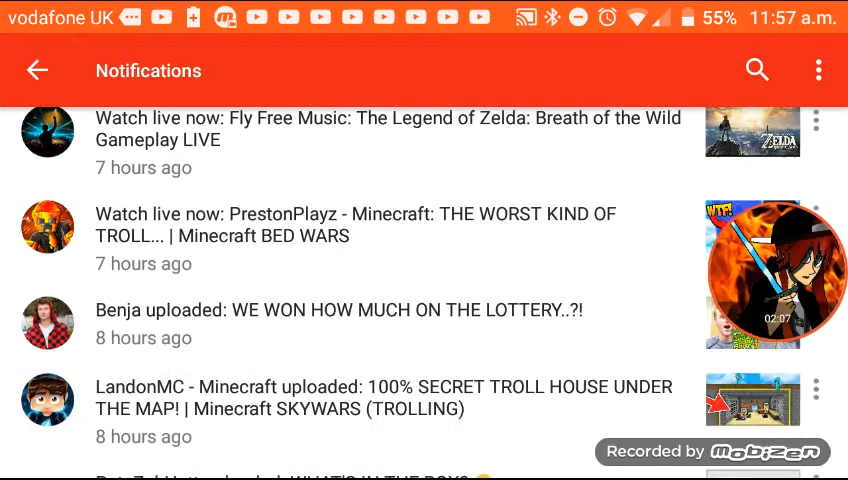 vodafone UK 55% 11:57 a.m.
Notifications
Watch live now: Fly Free Music: The Legend of Zelda: Breath of the Wild
Gameplay LIVE
7 hours ago
ZELDA
Watch live now: PrestonPlayz - Minecraft: THE WORST KIND OF
TROLL... | Minecraft BED WARS
7 hours ago
WTF!
02:07
Benja uploaded: WE WON HOW MUCH ON THE LOTTERY..?!
8 hours ago
LandonMC - Minecraft uploaded: 100% SECRET TROLL HOUSE UNDER
THE MAP! | Minecraft SKYWARS (TROLLING)
8 hours ago
Recorded by Mobizen